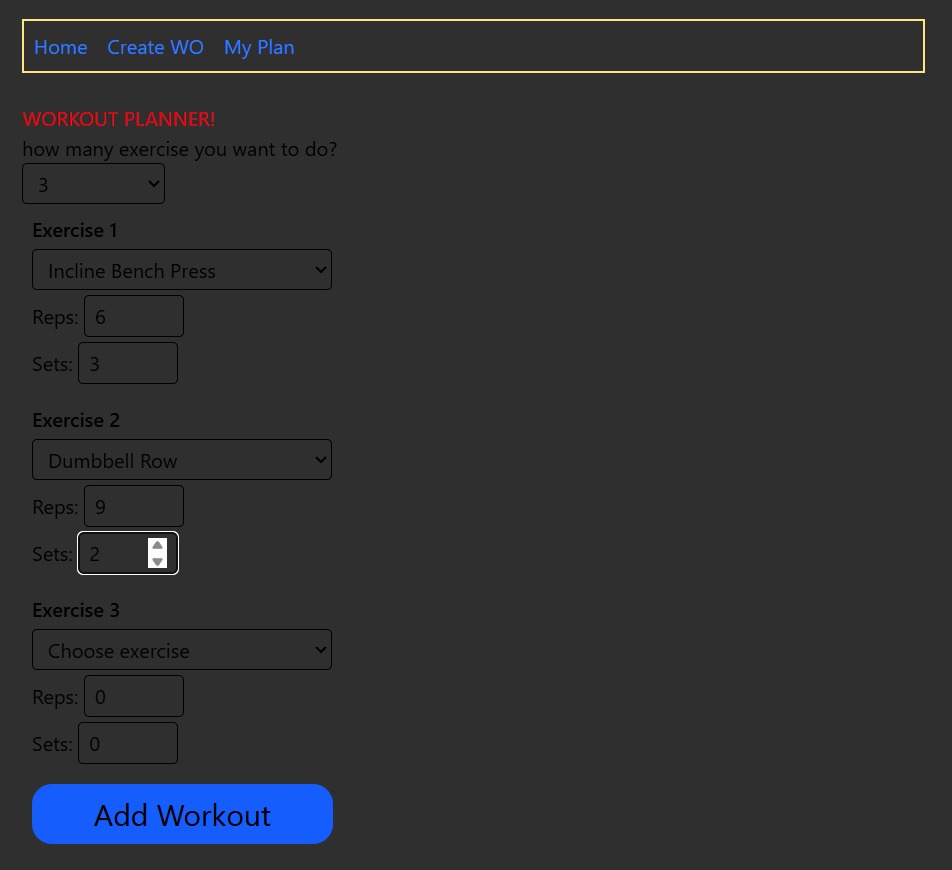 Home Create WO My Plan
WORKOUT PLANNER!
how many exercise you want to do?
3
Exercise 1
Incline Bench Press
Reps: 6
Sets: 3
Exercise 2
Dumbbell Row
Reps: 9
Sets: 2
Exercise 3
Choose exercise
Reps: 0
Sets: 0
Add Workout